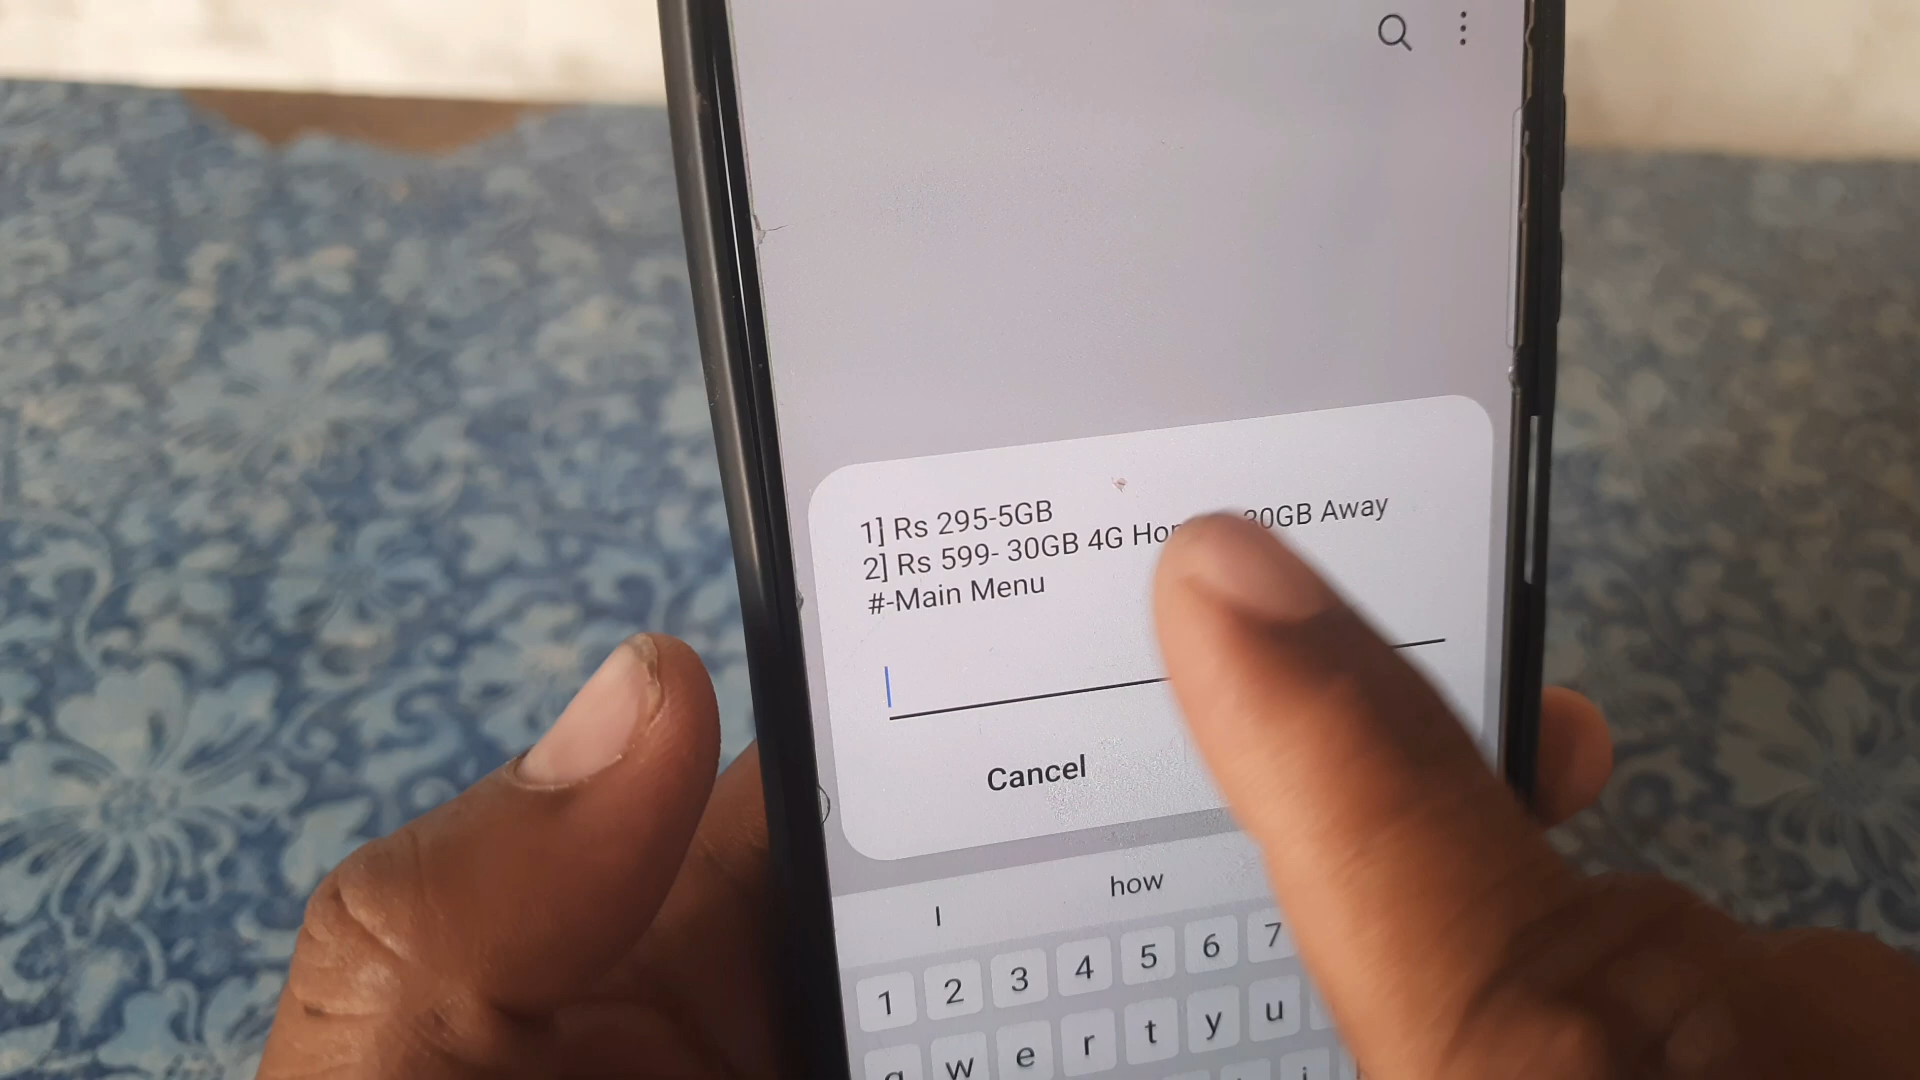 1] Rs 295-5GB
2] Rs 599- 30GB 4G 30GB Away
#-Main Menu
Cancel
I how
1 2 3 4 5 6 7
w e r t y u